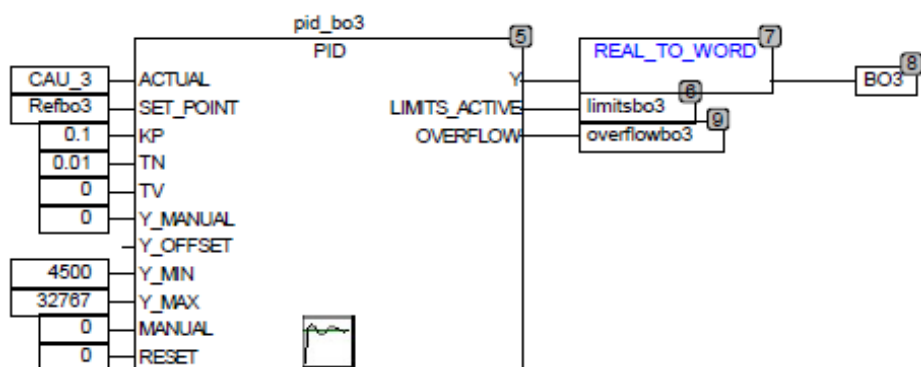 pid_bo3
5
PID
7
REAL_TO_WORD
8
CAU_3 ACTUAL Y BO3
6
Refbo3 SET_POINT LIMITS_ACTIVE limitsbo3
9
0.1 KP OVERFLOW overflowbo3
0.01 TN
0 TV
0 Y_MANUAL
Y_OFFSET
4500 Y_MIN
32767 Y_MAX
0 MANUAL
0 RESET